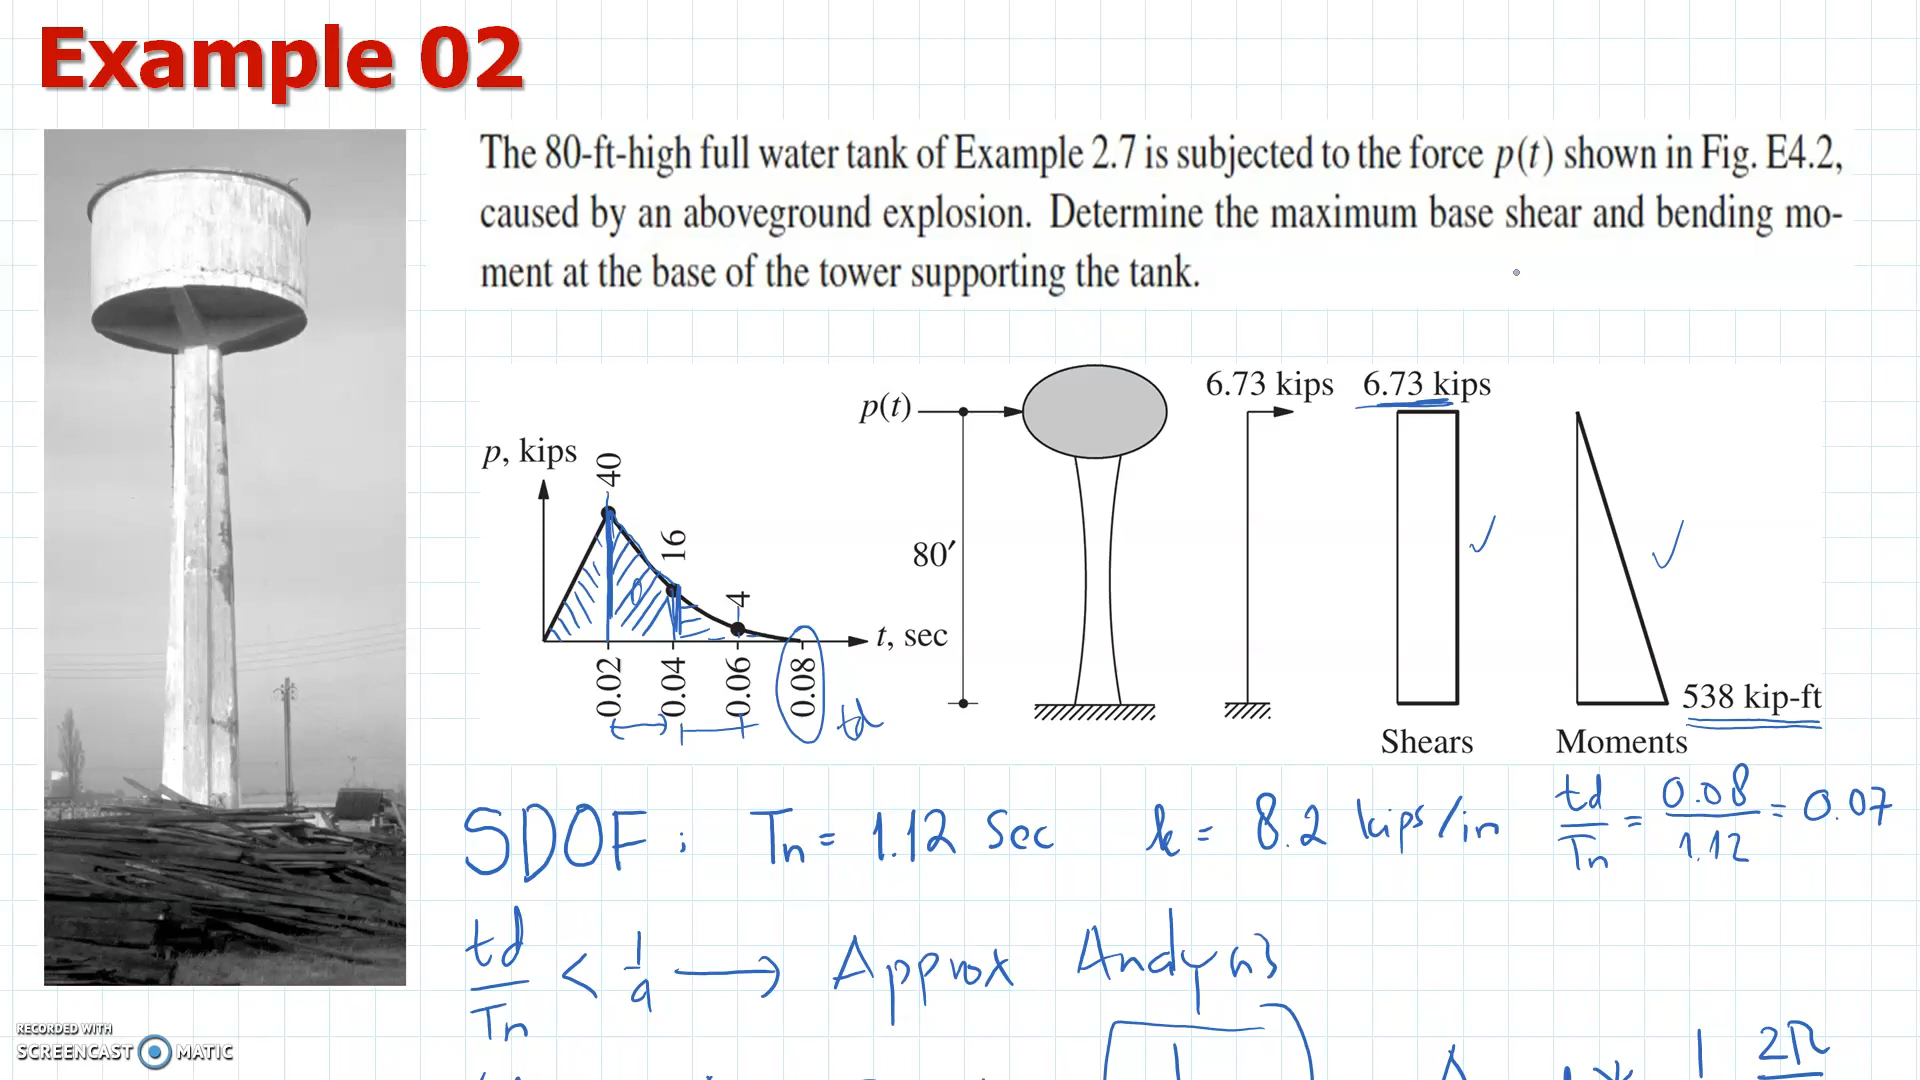 Example 02
The 80-ft-high full water tank of Example 2.7 is subjected to the force p(t) shown in Fig. E4.2,
caused by an aboveground explosion. Determine the maximum base shear and bending mo-
ment at the base of the tower supporting the tank.
p, kips
40
16
4
0.02
0.04
0.06
0.08
t, sec
td
p(t)
80′
6.73 kips
6.73 kips
Shears
538 kip-ft
Moments
SDOF: Tn = 1.12 Sec k = 8.2 kips/in td/Tn = 0.08/1.12 = 0.07
td/Tn < 1/4 → Approx Analysis
1 2π
RECORDED WITH
SCREENCAST MATIC